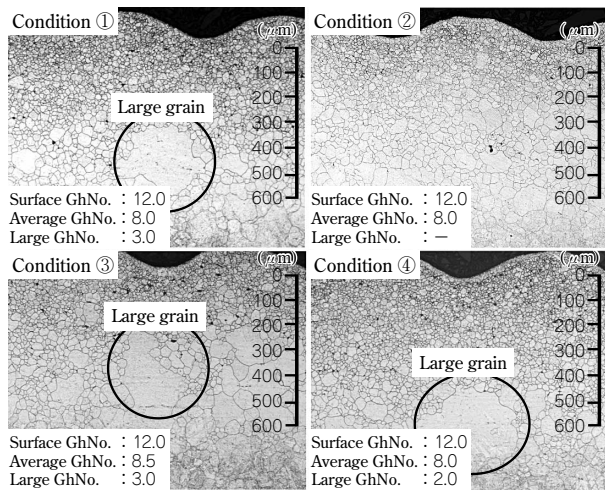 Condition ①
(μm)
0
100
200
300
400
500
600
Large grain
Surface GhNo. : 12.0
Average GhNo. : 8.0
Large GhNo. : 3.0
Condition ②
(μm)
0
100
200
300
400
500
600
Surface GhNo. : 12.0
Average GhNo. : 8.0
Large GhNo. : −
Condition ③
(μm)
0
100
200
300
400
500
600
Large grain
Surface GhNo. : 12.0
Average GhNo. : 8.5
Large GhNo. : 3.0
Condition ④
(μm)
0
100
200
300
400
500
600
Large grain
Surface GhNo. : 12.0
Average GhNo. : 8.0
Large GhNo. : 2.0